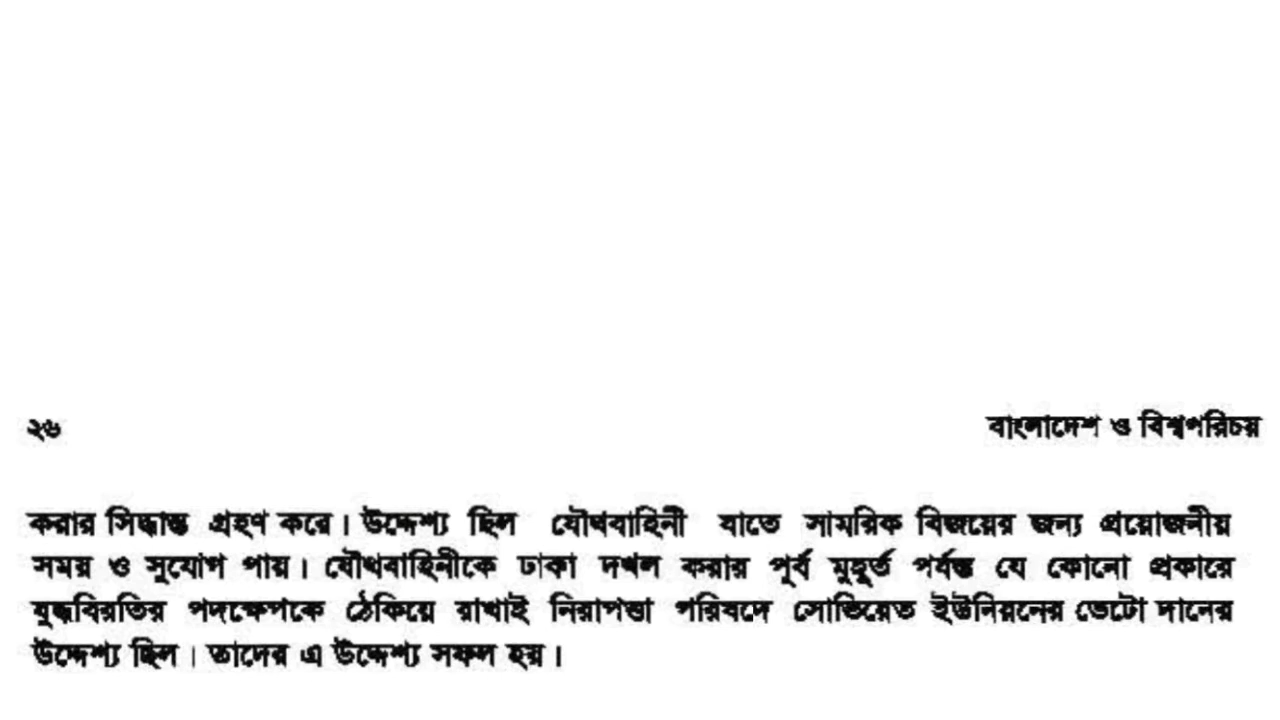 ২৬
বাংলাদেশ ও বিশ্বপরিচয়
করার সিদ্ধান্ত গ্রহণ করে। উদ্দেশ্য ছিল যৌথবাহিনী যাতে সামরিক বিজয়ের জন্য প্রয়োজনীয়
সময় ও সুযোগ পায়। যৌথবাহিনীকে ঢাকা দখল করার পূর্ব মুহূর্ত পর্যন্ত যে কোনো প্রকারে
যুদ্ধবিরতির পদক্ষেপকে ঠেকিয়ে রাখাই নিরাপত্তা পরিষদে সোভিয়েত ইউনিয়নের ভেটো দানের
উদ্দেশ্য ছিল। তাদের এ উদ্দেশ্য সফল হয়।